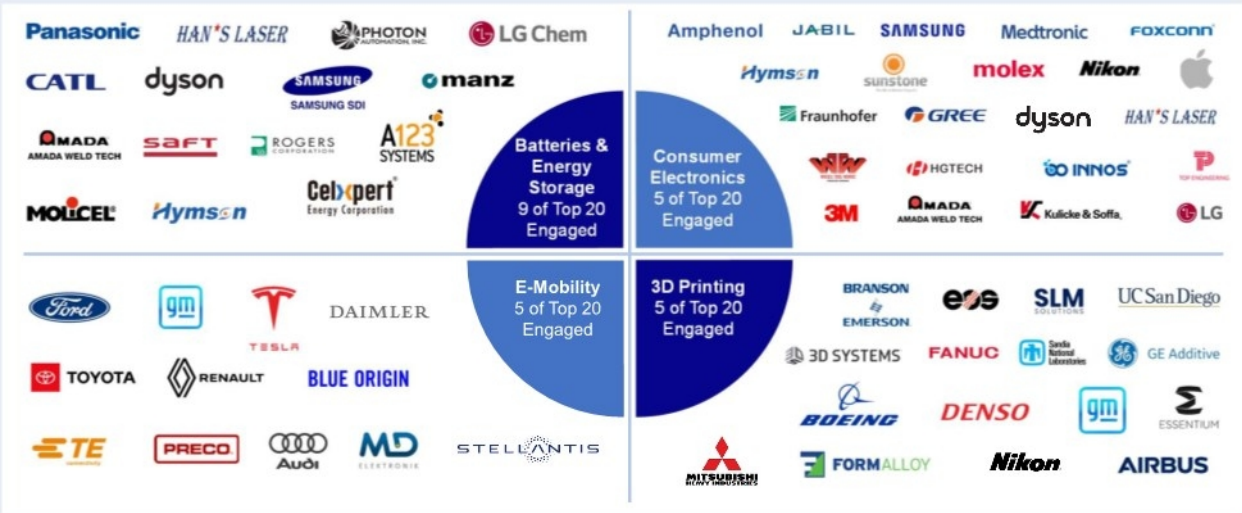 Panasonic
HAN'S LASER
PHOTON
AUTOMATION, INC.
LG Chem
CATL
dyson
SAMSUNG
SAMSUNG SDI
manz
AMADA
AMADA WELD TECH
SAFT
ROGERS
CORPORATION
A123
SYSTEMS
MOLICEL
Hymson
Celxpert
Energy Corporation
Batteries &
Energy
Storage
9 of Top 20
Engaged
Amphenol
JABIL
SAMSUNG
Medtronic
FOXCONN
Hymson
sunstone
molex
Nikon
Fraunhofer
GREE
dyson
HAN'S LASER
HGTECH
INNOS
TOP ENGINEERING
3M
AMADA
AMADA WELD TECH
Kulicke & Soffa
LG
Consumer
Electronics
5 of Top 20
Engaged
Ford
gm
TESLA
DAIMLER
TOYOTA
RENAULT
BLUE ORIGIN
TE
connectivity
PRECO
Audi
MD
ELEKTRONIK
STELLANTIS
E-Mobility
5 of Top 20
Engaged
3D Printing
5 of Top 20
Engaged
BRANSON
EMERSON
eos
SLM
SOLUTIONS
UC San Diego
3D SYSTEMS
FANUC
Sandia
National
Laboratories
GE Additive
BOEING
DENSO
gm
ESSENTIUM
MITSUBISHI
HEAVY INDUSTRIES
FORMALLOY
Nikon
AIRBUS